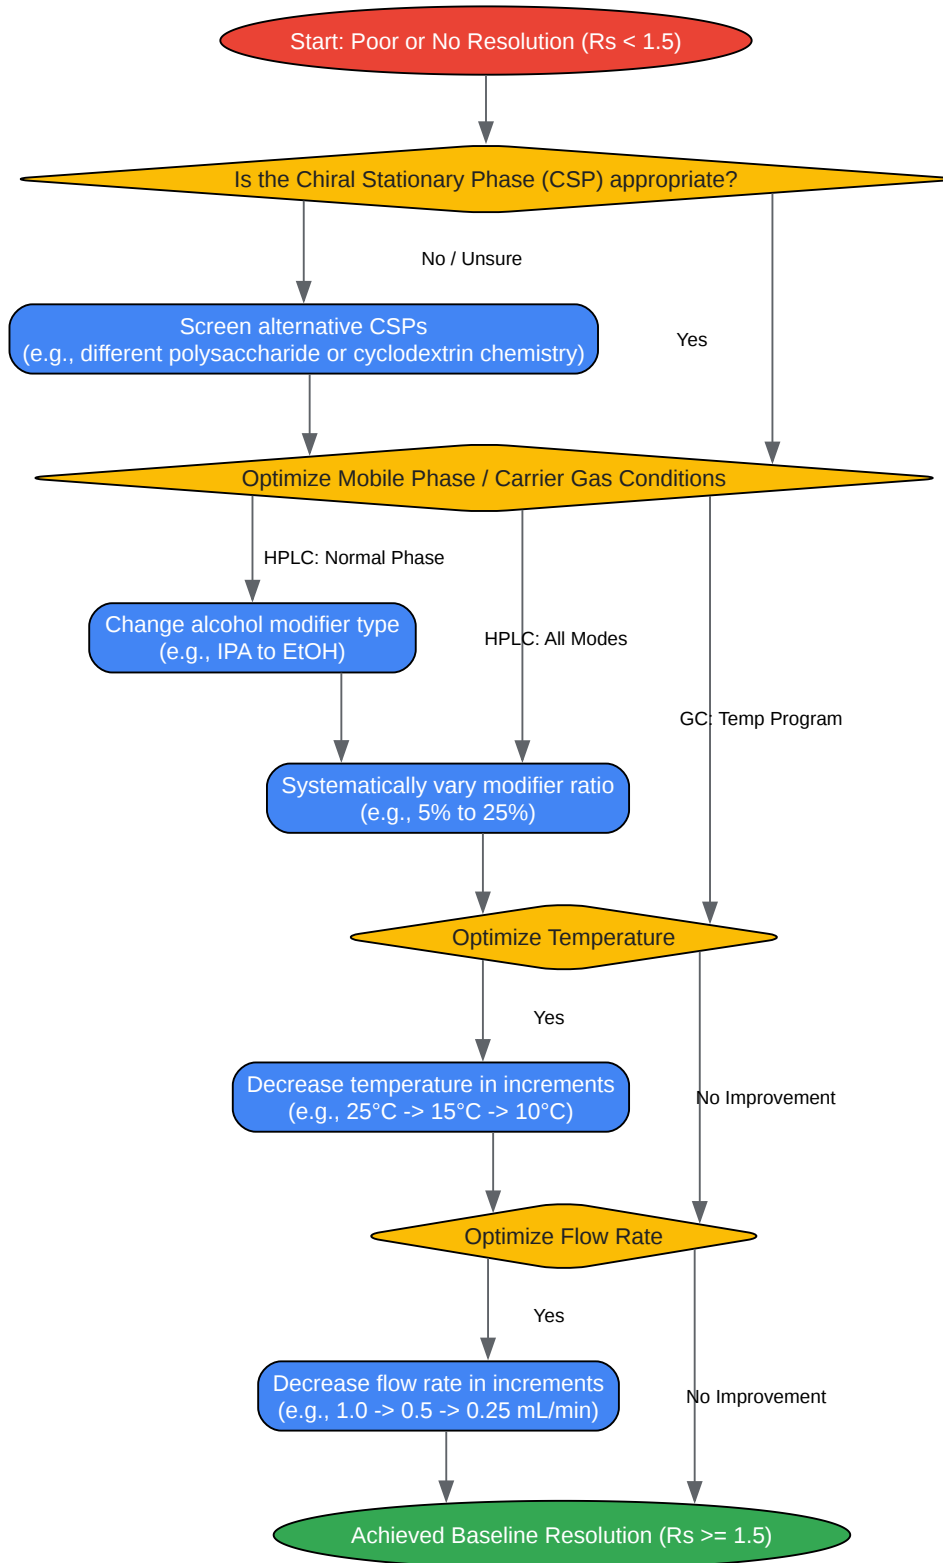 Start: Poor or No Resolution (Rs < 1.5)
Is the Chiral Stationary Phase (CSP) appropriate?
No / Unsure
Screen alternative CSPs
(e.g., different polysaccharide or cyclodextrin chemistry)
Yes
Optimize Mobile Phase / Carrier Gas Conditions
HPLC: Normal Phase
Change alcohol modifier type
(e.g., IPA to EtOH)
HPLC: All Modes
GC: Temp Program
Systematically vary modifier ratio
(e.g., 5% to 25%)
Optimize Temperature
Yes
Decrease temperature in increments
(e.g., 25°C -> 15°C -> 10°C)
No Improvement
Optimize Flow Rate
Yes
Decrease flow rate in increments
(e.g., 1.0 -> 0.5 -> 0.25 mL/min)
No Improvement
Achieved Baseline Resolution (Rs >= 1.5)